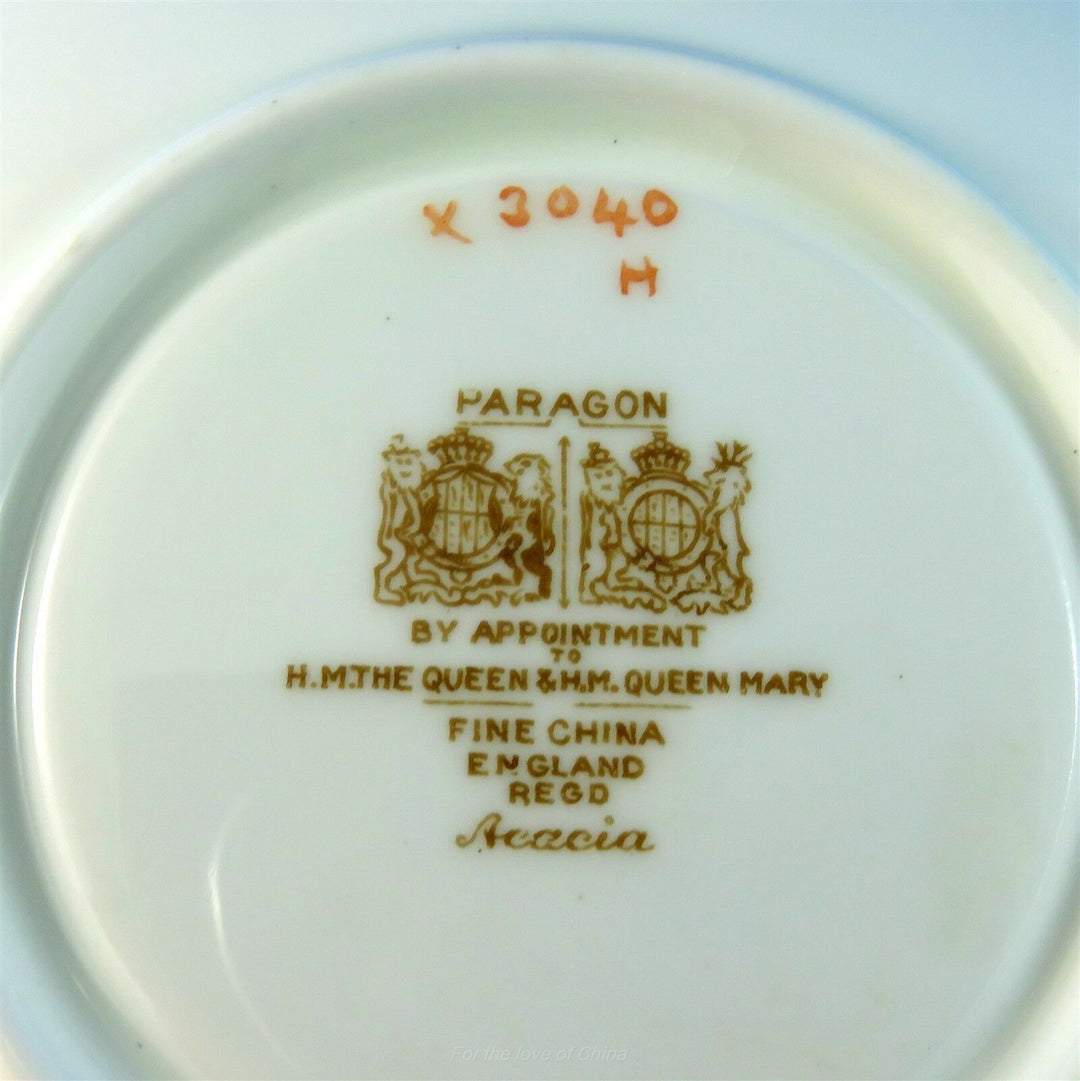 X 3040
H
PARAGON
BY APPOINTMENT
TO
H.M.THE QUEEN & H.M. QUEEN MARY
FINE CHINA
ENGLAND
REGD
Acacia
For the love of China